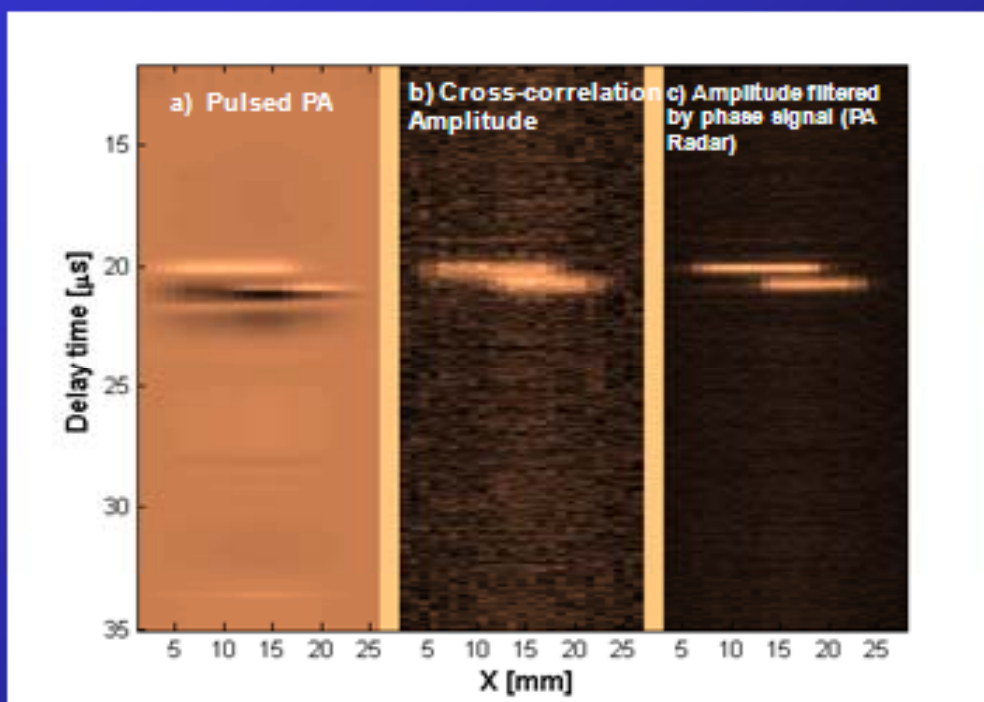 a) Pulsed PA
b) Cross-correlation
Amplitude
c) Amplitude filtered
by phase signal (PA
Radar)
Delay time [µs]
15
20
25
30
35
5 10 15 20 25
5 10 15 20 25
5 10 15 20 25
X [mm]